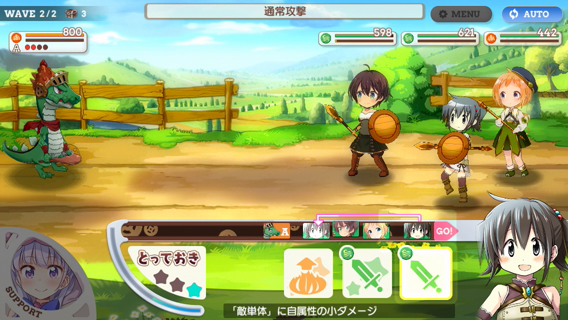 WAVE 2/2 3
通常攻撃
MENU
AUTO
800
A
598
621
442
A
GO!
とっておき
SUPPORT
「敵単体」に自属性の小ダメージ